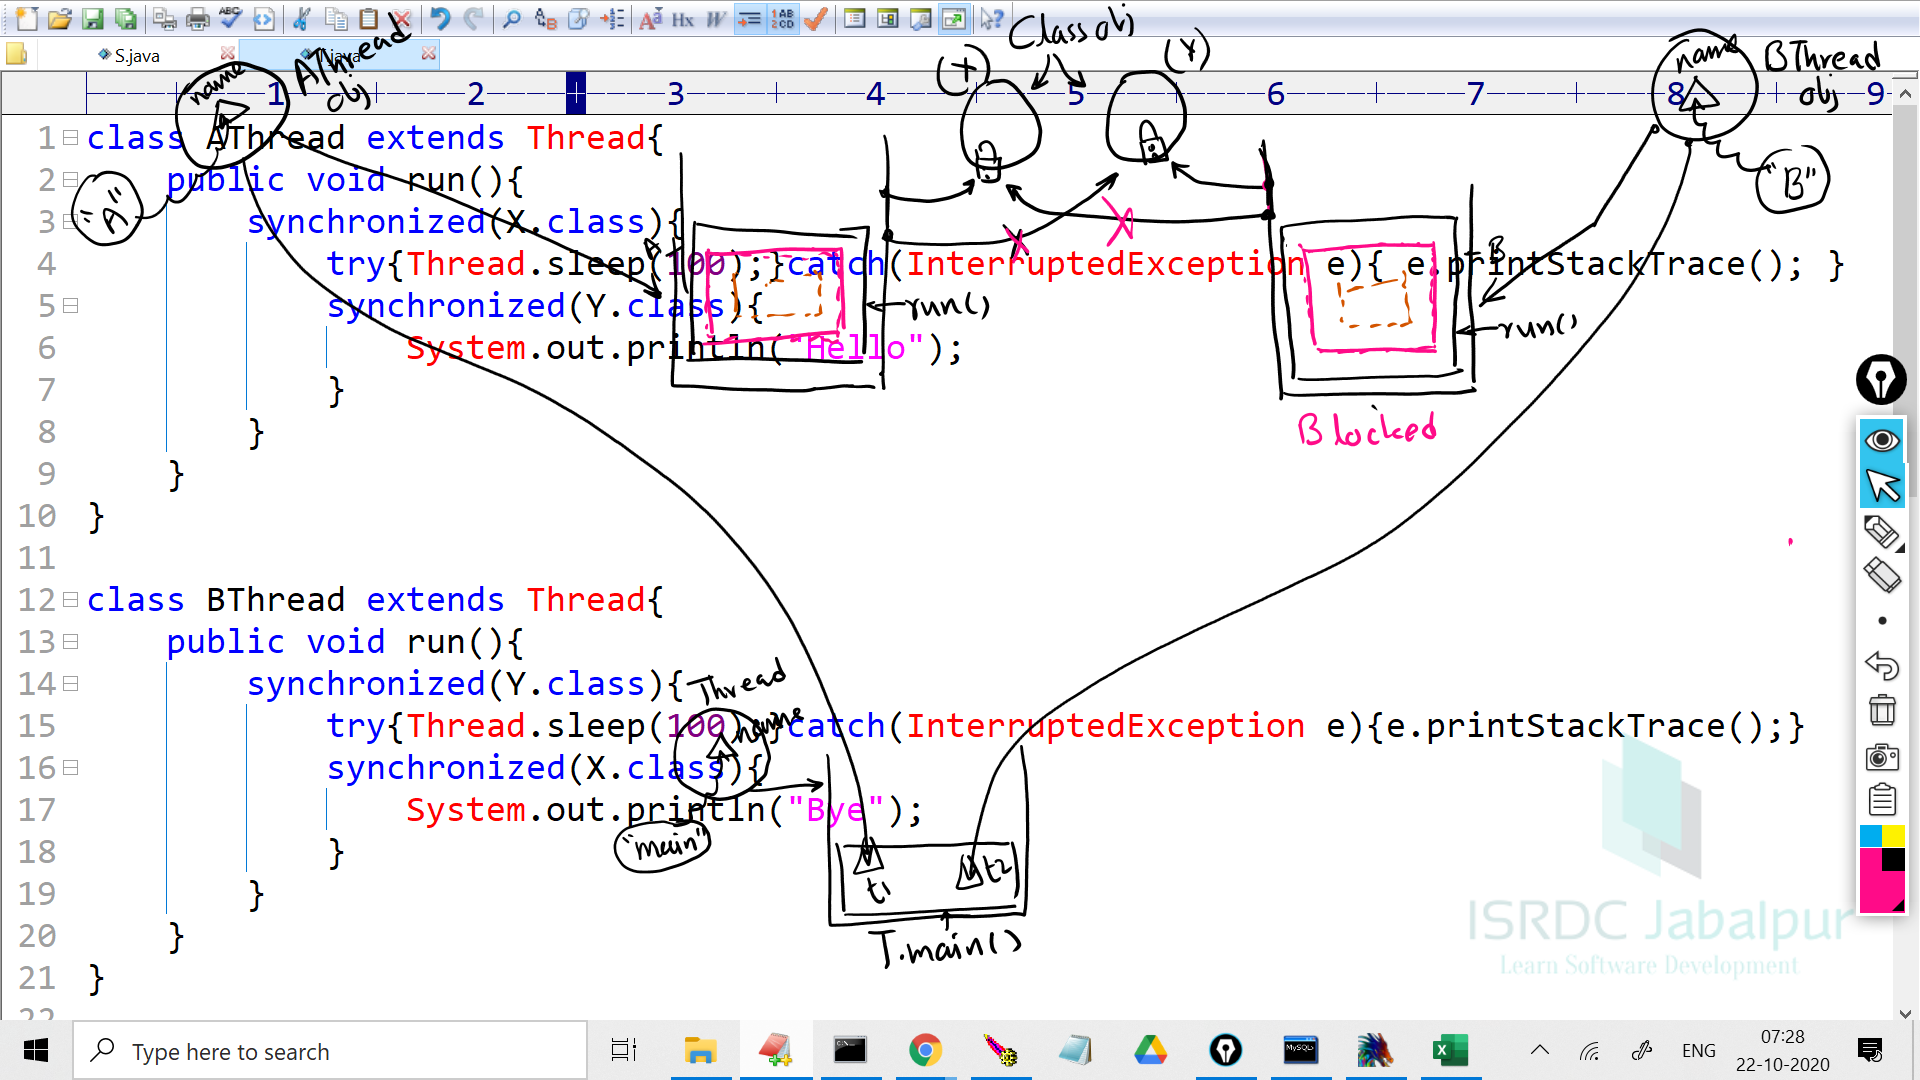 S.java
T.java
1 2 3 4 5 6 7 8 9
name
AThread
obj
Class obj
(X)
(Y)
name
BThread
obj
"A"
"B"
1 class AThread extends Thread{
2 public void run(){
3 synchronized(X.class){
4 try{Thread.sleep(100);}catch(InterruptedException e){ e.printStackTrace(); }
5 synchronized(Y.class){
6 System.out.println("Hello");
7 }
8 }
9 }
10 }
11
12 class BThread extends Thread{
13 public void run(){
14 synchronized(Y.class){
15 try{Thread.sleep(100);}catch(InterruptedException e){e.printStackTrace();}
16 synchronized(X.class){
17 System.out.println("Bye");
18 }
19 }
20 }
21 }
22
A
run()
B
run()
Blocked
Thread
name
"main"
t1
t2
T.main()
ISRDC Jabalpur
Learn Software Development
Type here to search
ENG
07:28
22-10-2020